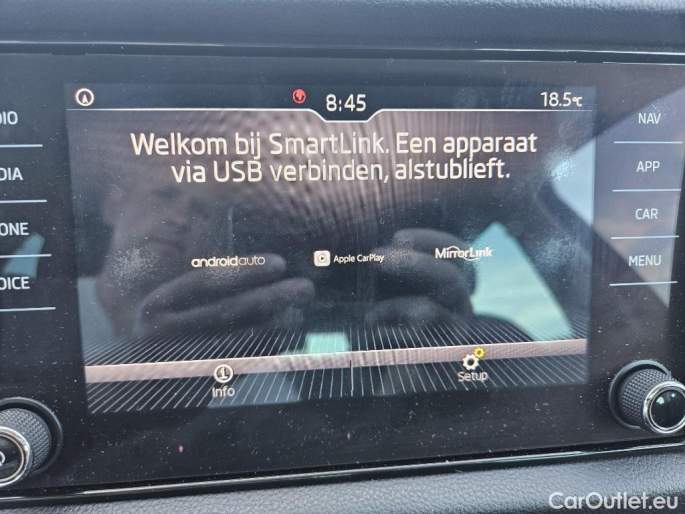 8:45
18.5°C
Welkom bij SmartLink. Een apparaat
via USB verbinden, alstublieft.
androidauto
Apple CarPlay
MirrorLink
Info
Setup
DIO
DIA
ONE
OICE
NAV
APP
CAR
MENU
CarOutlet.eu